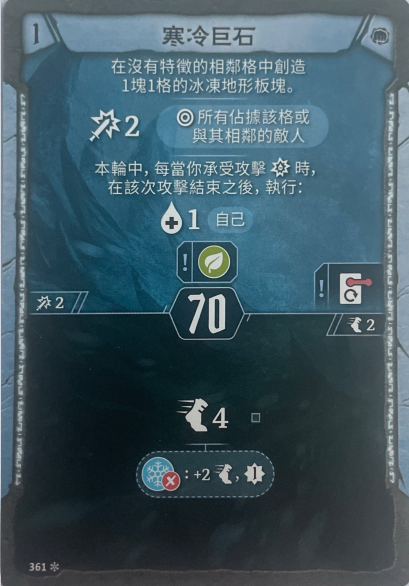 1 寒冷巨石
在沒有特徵的相鄰格中創造
1塊1格的冰凍地形板塊。
2 所有佔據該格或
與其相鄰的敵人
本輪中，每當你承受攻擊時，
在該次攻擊結束之後，執行：
1 自己
!
!
2 70 2
4
: +2 , 1
361